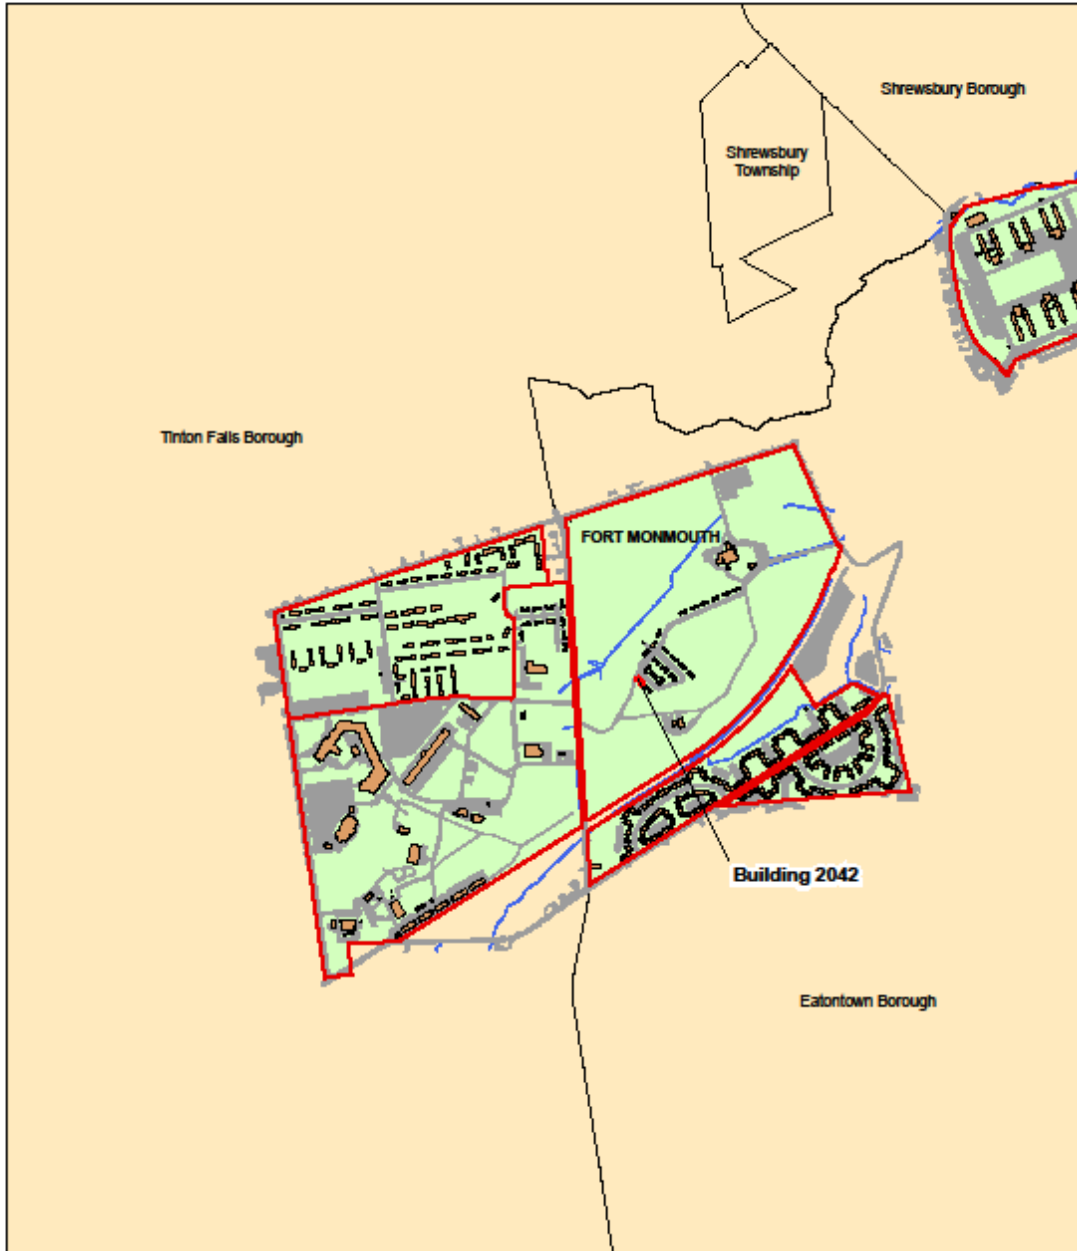 Shrewsbury Borough
Shrewsbury
Township
Tinton Falls Borough
FORT MONMOUTH
Building 2042
Eatontown Borough